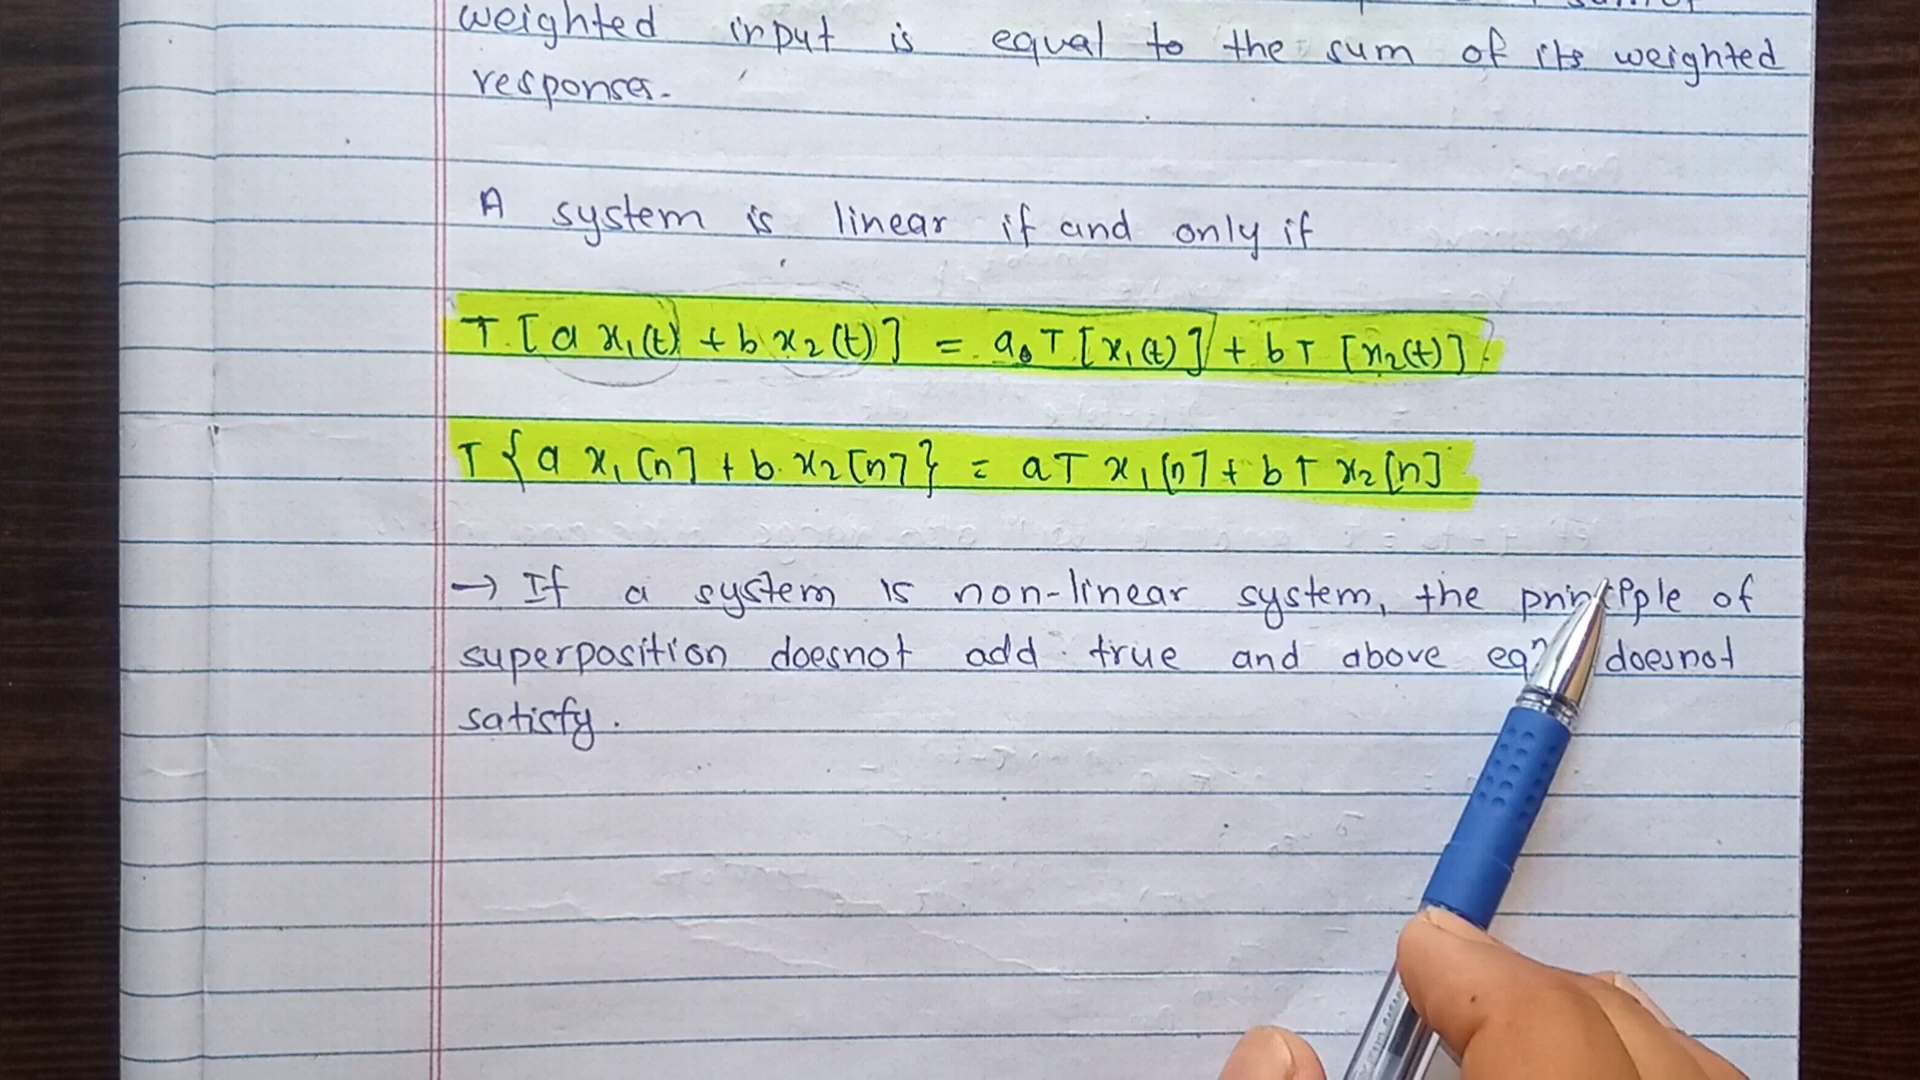 weighted input is equal to the sum of its weighted
responses.
A system is linear if and only if
T [a x₁(t) + b x₂(t)] = a T [x₁(t)] + b T [x₂(t)]
T {a x₁[n] + b x₂[n]} = a T x₁[n] + b T x₂[n]
→ If a system is non-linear system, the principle of
superposition doesnot add true and above eqⁿ doesnot
satisfy.